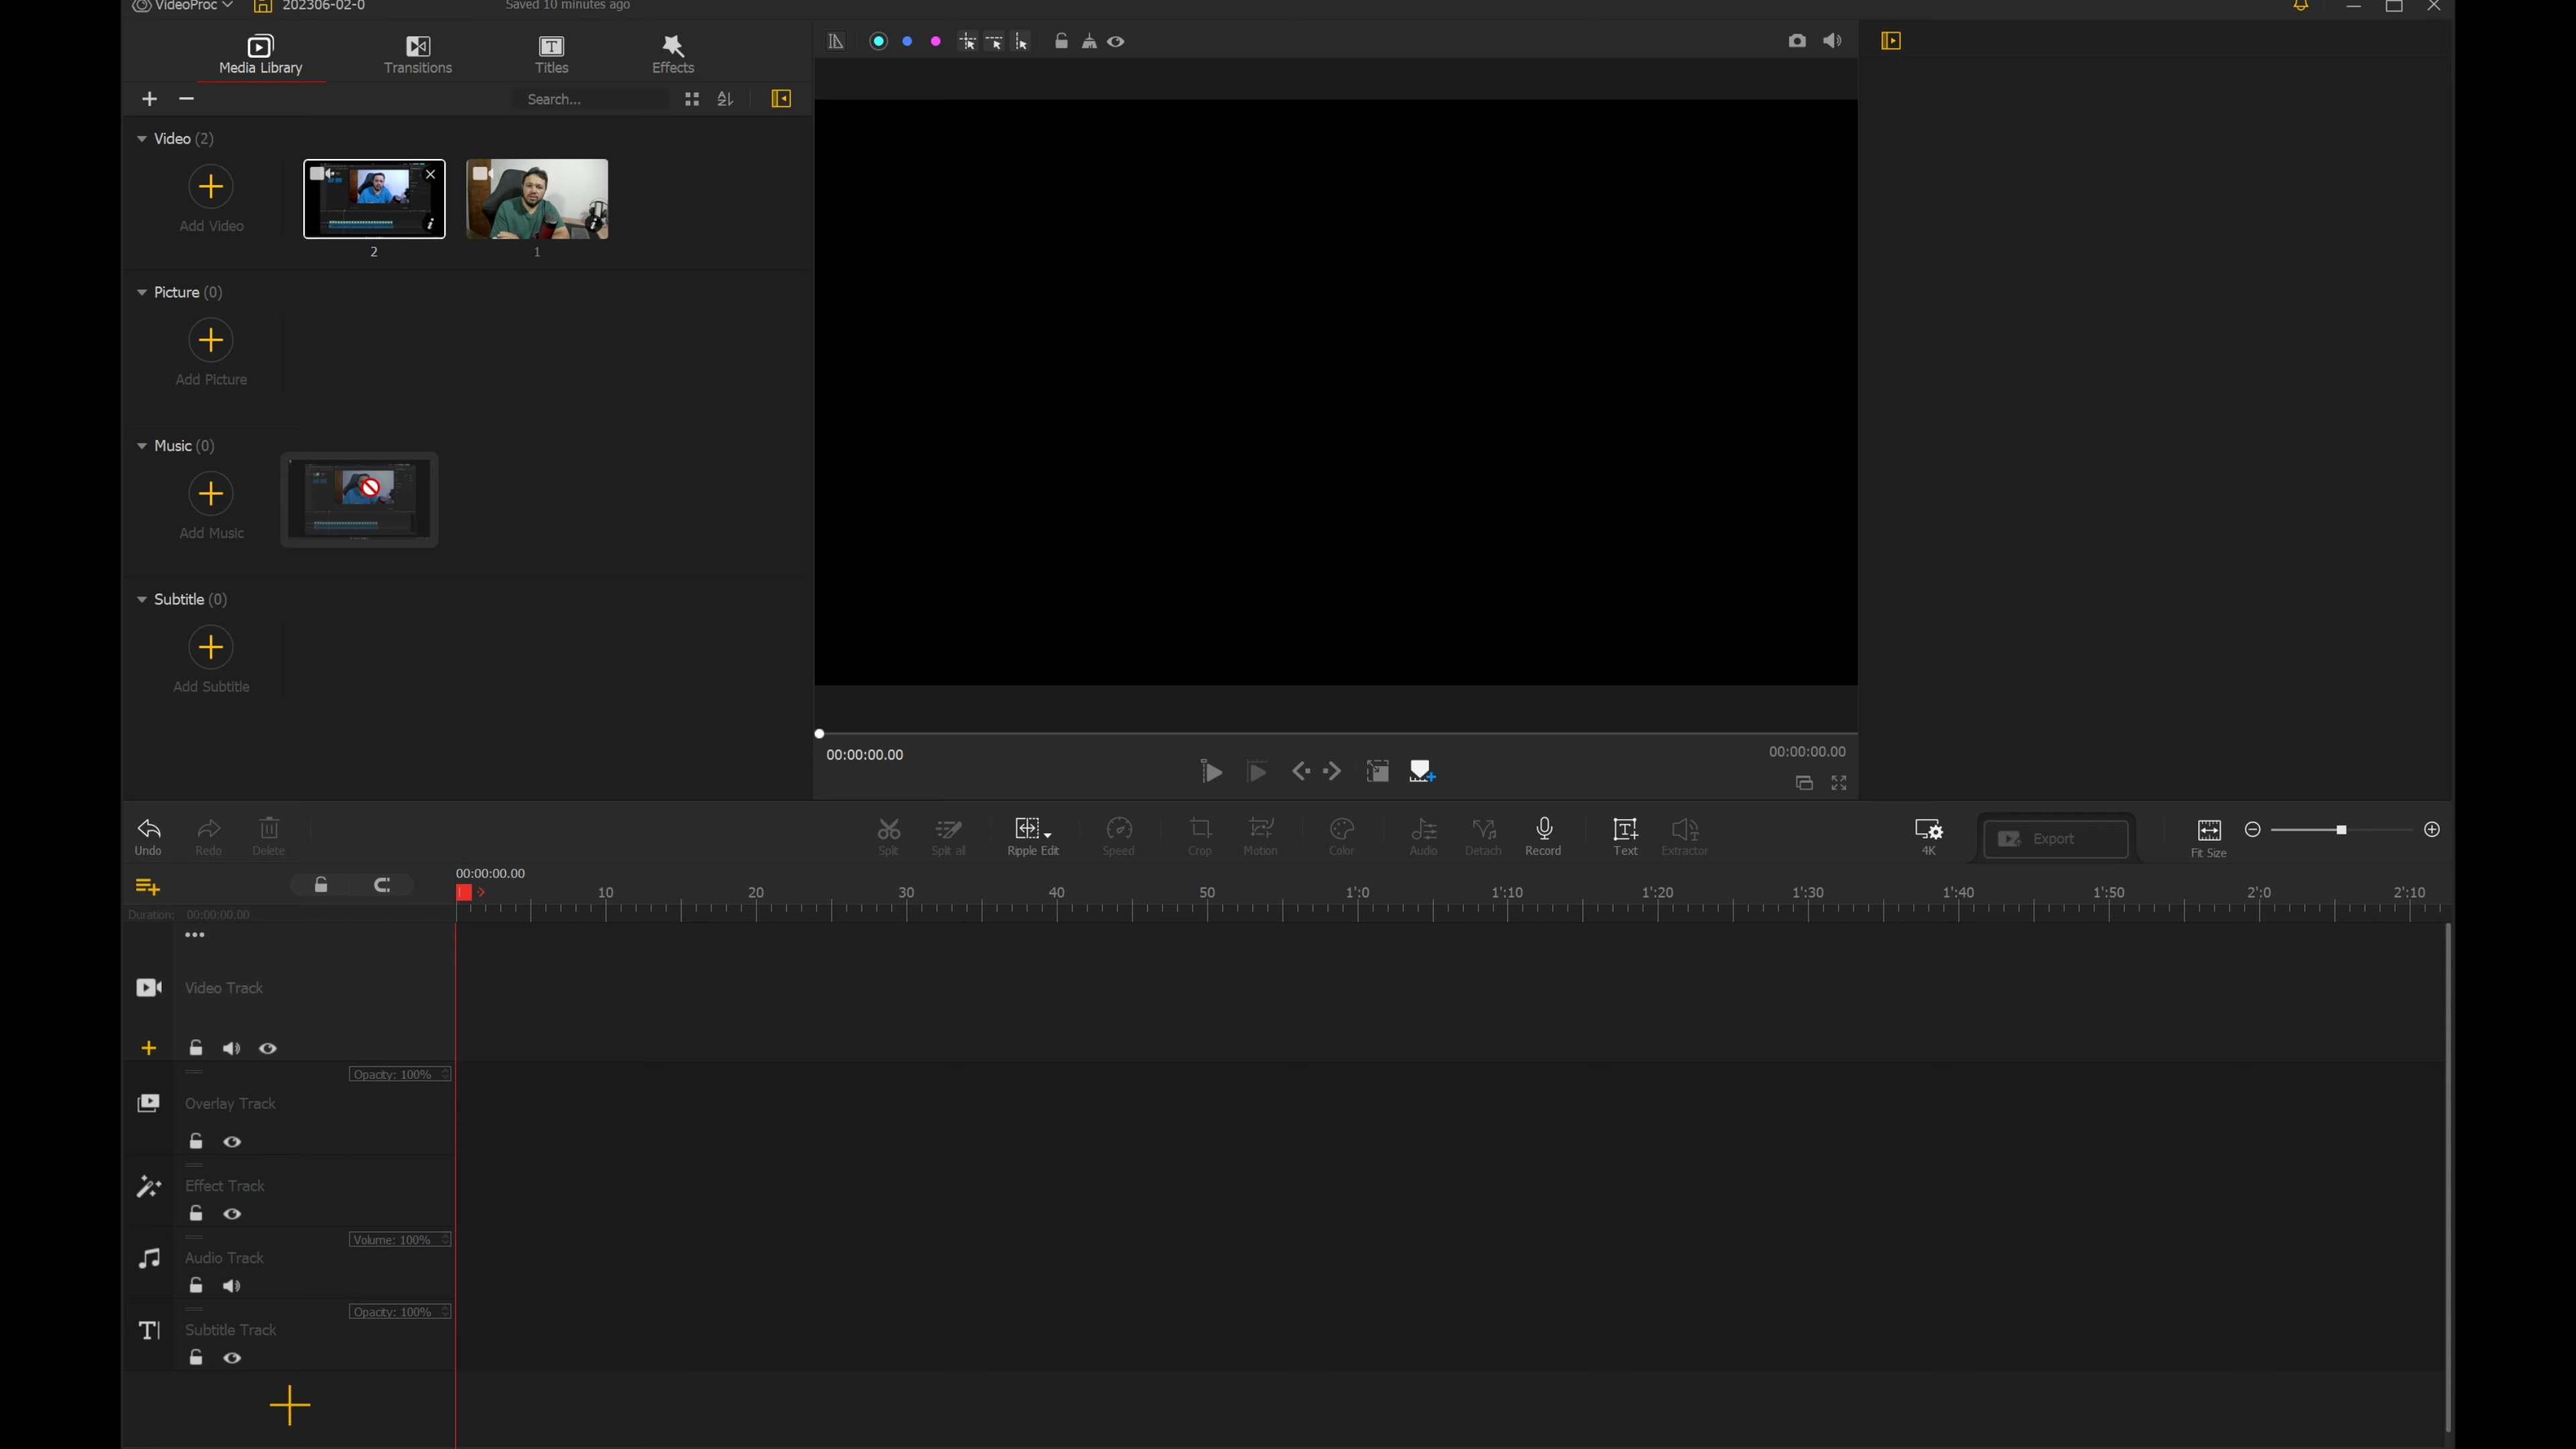 VideoProc 202306-02-0 Saved 10 minutes ago
Media Library Transitions Titles Effects
Search...
Video (2)
Add Video
2 1
Picture (0)
Add Picture
Music (0)
Add Music
Subtitle (0)
Add Subtitle
00:00:00.00 00:00:00.00
Undo Redo Delete Split Split all Ripple Edit Speed Crop Motion Color Audio Detach Record Text Extractor 4K Export Fit Size
00:00:00.00
10 20 30 40 50 1':0 1':10 1':20 1':30 1':40 1':50 2':0 2':10
Duration: 00:00:00.00
Video Track
Opacity: 100%
Overlay Track
Effect Track
Volume: 100%
Audio Track
Opacity: 100%
Subtitle Track